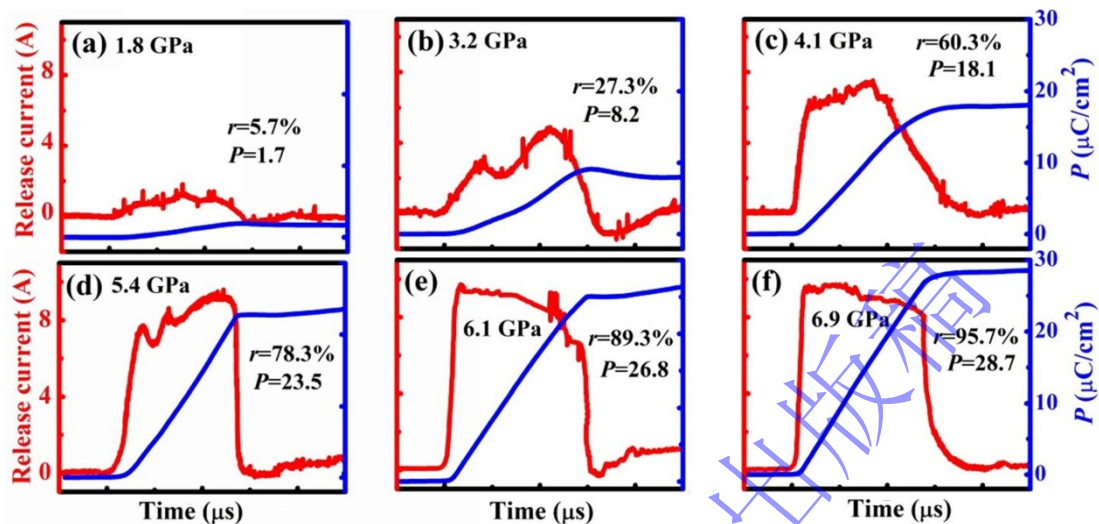 (a) 1.8 GPa
r=5.7%
P=1.7
(b) 3.2 GPa
r=27.3%
P=8.2
(c) 4.1 GPa
r=60.3%
P=18.1
Release current (A)
8
4
0
30
20
10
0
P (μC/cm²)
(d) 5.4 GPa
r=78.3%
P=23.5
(e)
6.1 GPa
r=89.3%
P=26.8
(f)
6.9 GPa
r=95.7%
P=28.7
Release current (A)
8
4
0
30
20
10
0
P (μC/cm²)
Time (μs)
Time (μs)
Time (μs)
出版稿